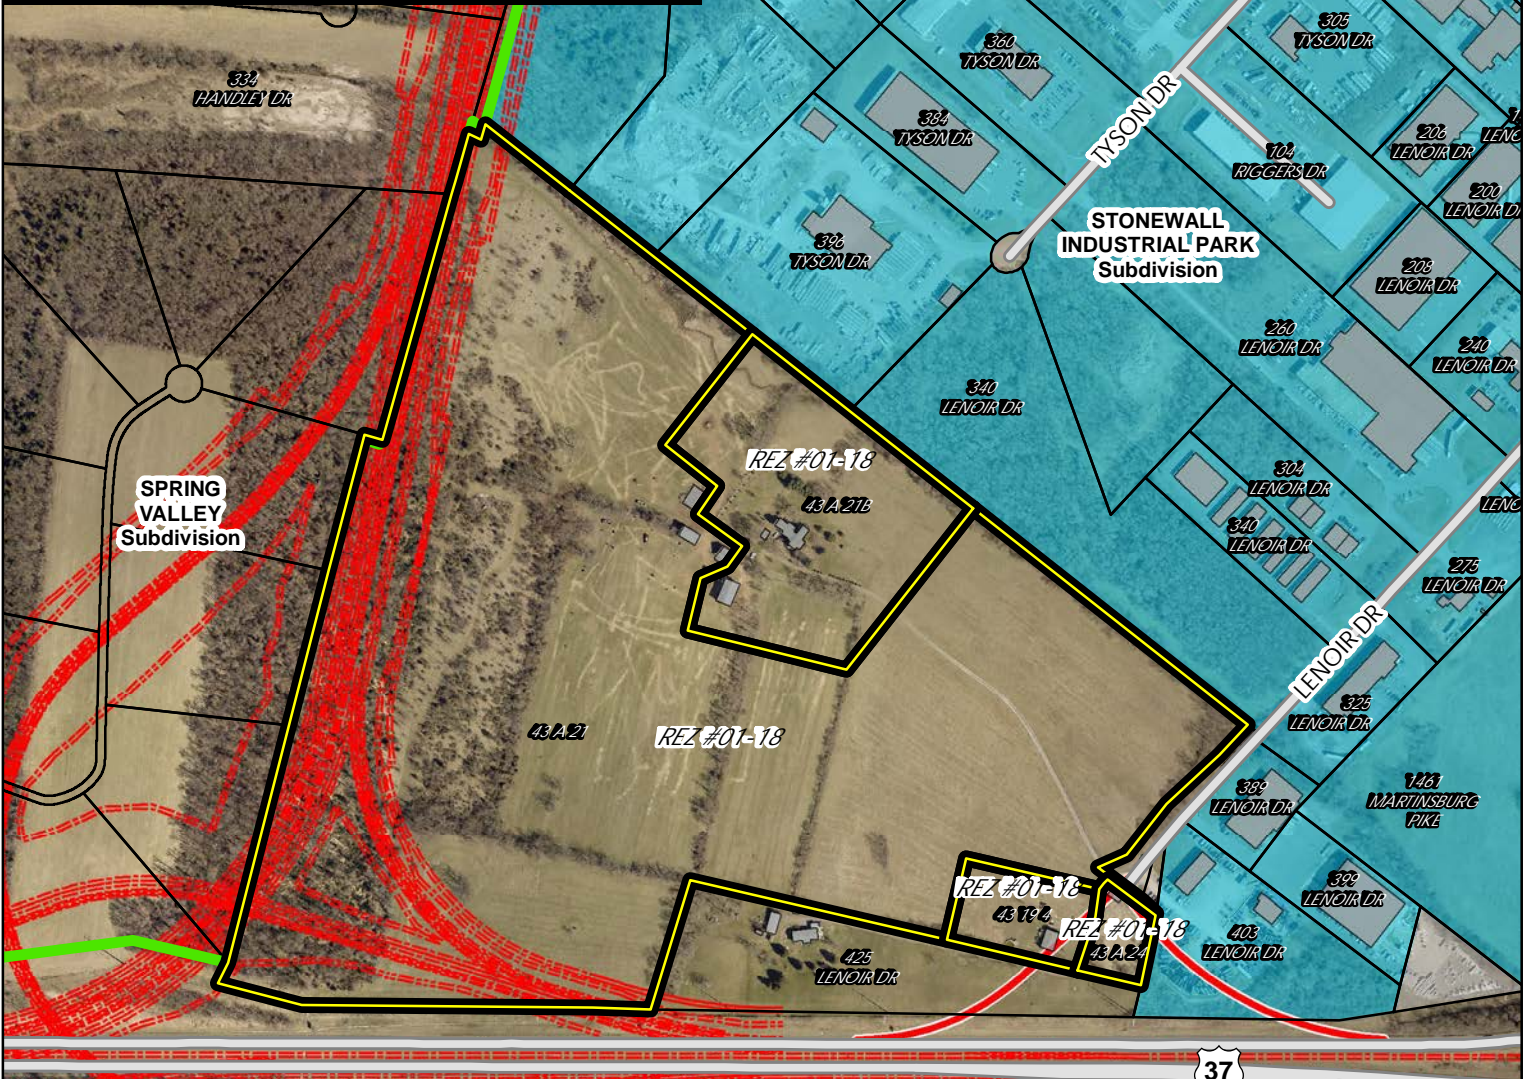 334
HANDLEY DR
360
TYSON DR
305
TYSON DR
384
TYSON DR
TYSON DR
206
LENOIR DR
104
RIGGERS DR
200
LENOIR DR
396
TYSON DR
STONEWALL
INDUSTRIAL PARK
Subdivision
208
LENOIR DR
260
LENOIR DR
240
LENOIR DR
340
LENOIR DR
REZ #01-18
43 A 21B
304
LENOIR DR
340
LENOIR DR
SPRING
VALLEY
Subdivision
275
LENOIR DR
LENOIR DR
325
LENOIR DR
43 A 21
REZ #01-18
389
LENOIR DR
1461
MARTINSBURG
PIKE
REZ #01-18
43 19 4
399
LENOIR DR
REZ #01-18
43 A 24
403
LENOIR DR
425
LENOIR DR
37